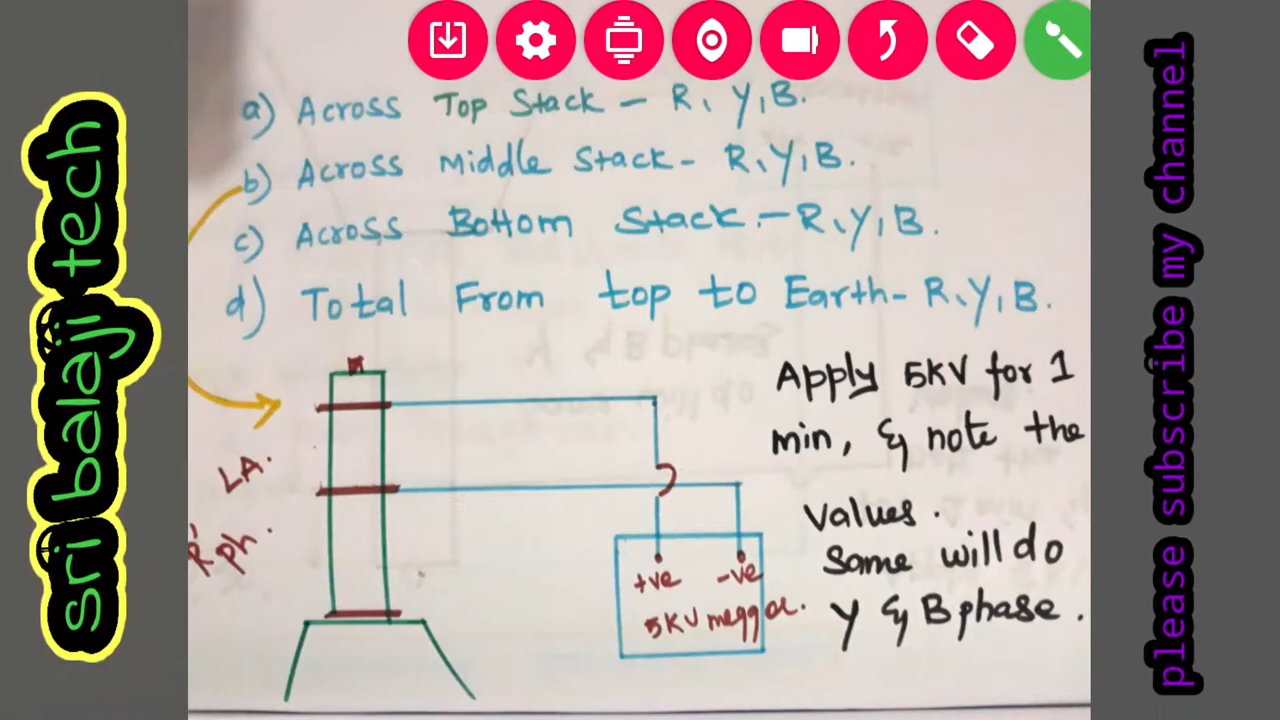 sri balaji tech
a) Across Top Stack - R, Y, B.
b) Across Middle Stack - R, Y, B.
c) Across Bottom Stack. - R, Y, B.
d) Total From top to Earth - R, Y, B.
Apply 5KV for 1
min, & note the
values.
Same will do
Y & B phase.
LA.
'R' ph.
+ve -ve
5KV meggar.
please subscribe my channel